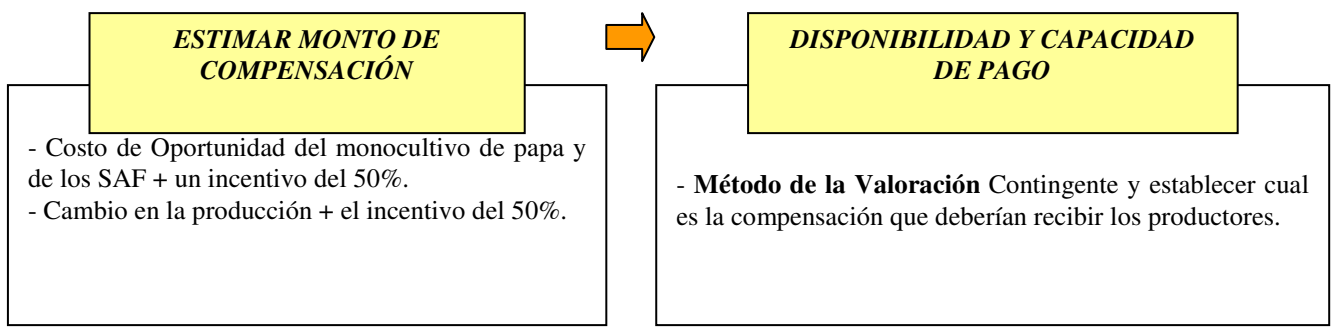 ESTIMAR MONTO DE
COMPENSACIÓN
- Costo de Oportunidad del monocultivo de papa y
de los SAF + un incentivo del 50%.
- Cambio en la producción + el incentivo del 50%.
DISPONIBILIDAD Y CAPACIDAD
DE PAGO
- Método de la Valoración Contingente y establecer cual
es la compensación que deberían recibir los productores.